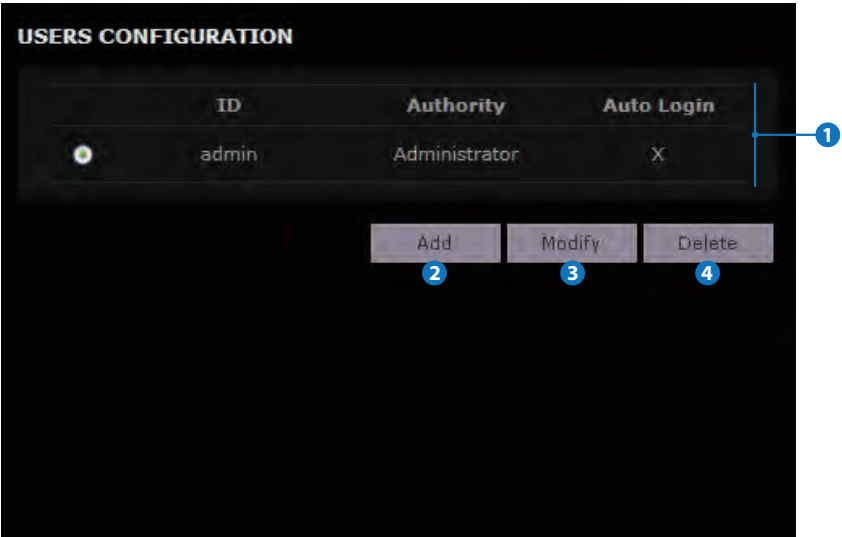 USERS CONFIGURATION
ID Authority Auto Login
1
admin Administrator X
Add Modify Delete
2 3 4